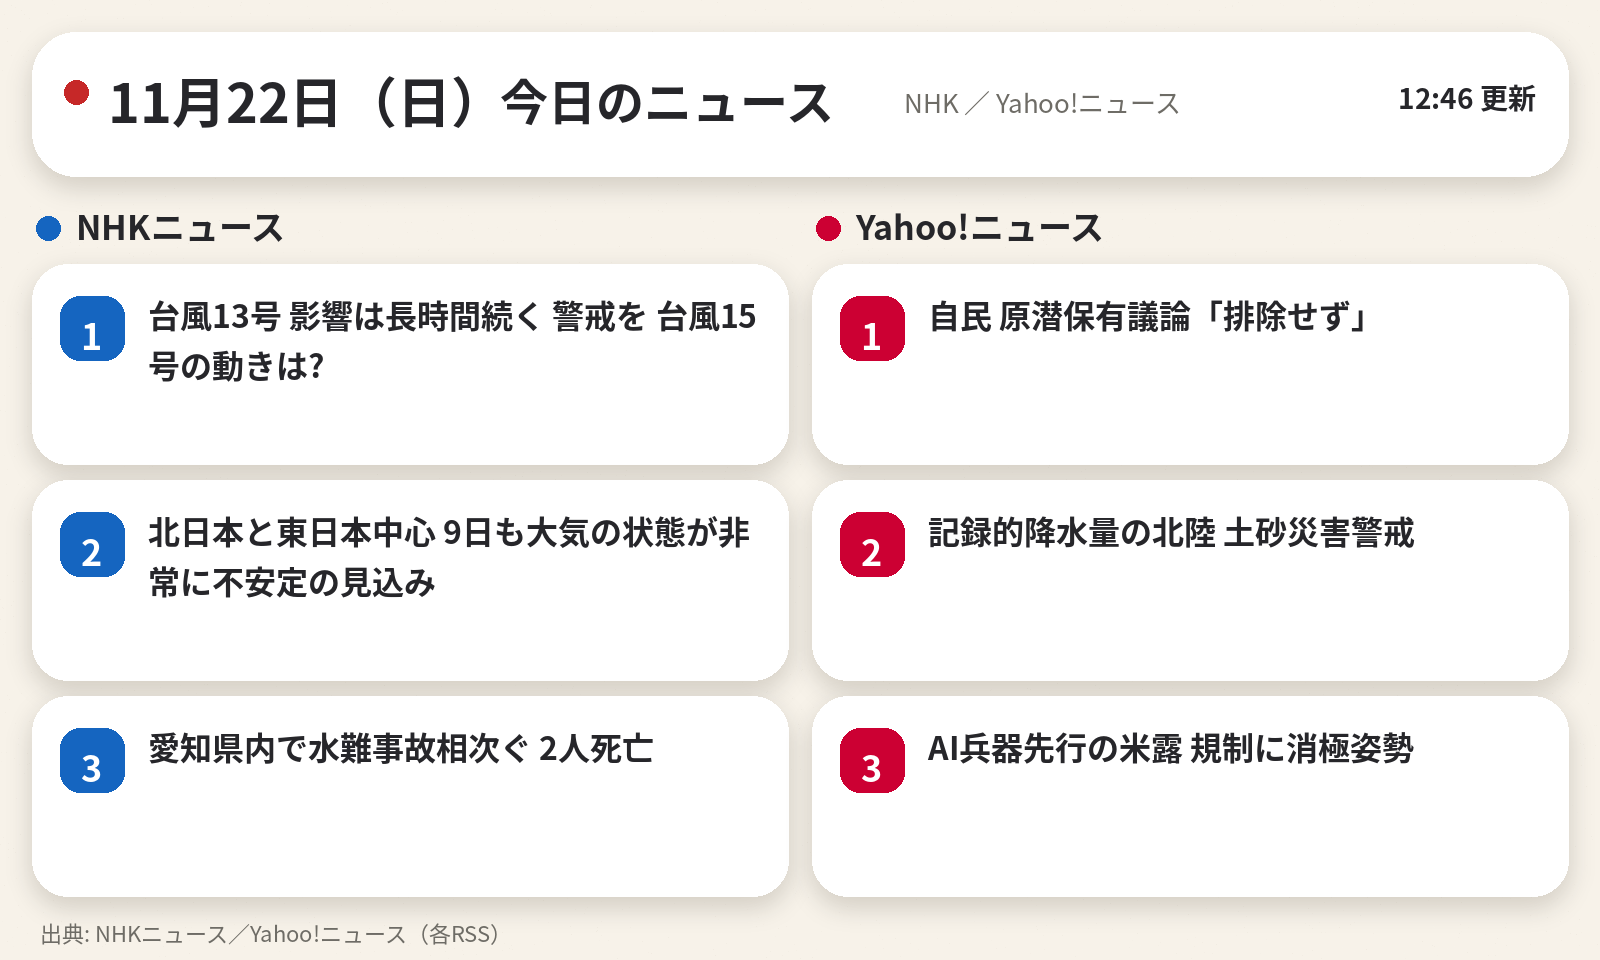 11月22日（日）今日のニュース
NHK ／ Yahoo!ニュース
12:46 更新
NHKニュース
1
台風13号 影響は長時間続く 警戒を 台風15
号の動きは?
2
北日本と東日本中心 9日も大気の状態が非
常に不安定の見込み
3
愛知県内で水難事故相次ぐ 2人死亡
Yahoo!ニュース
1
自民 原潜保有議論「排除せず」
2
記録的降水量の北陸 土砂災害警戒
3
AI兵器先行の米露 規制に消極姿勢
出典: NHKニュース／Yahoo!ニュース（各RSS）